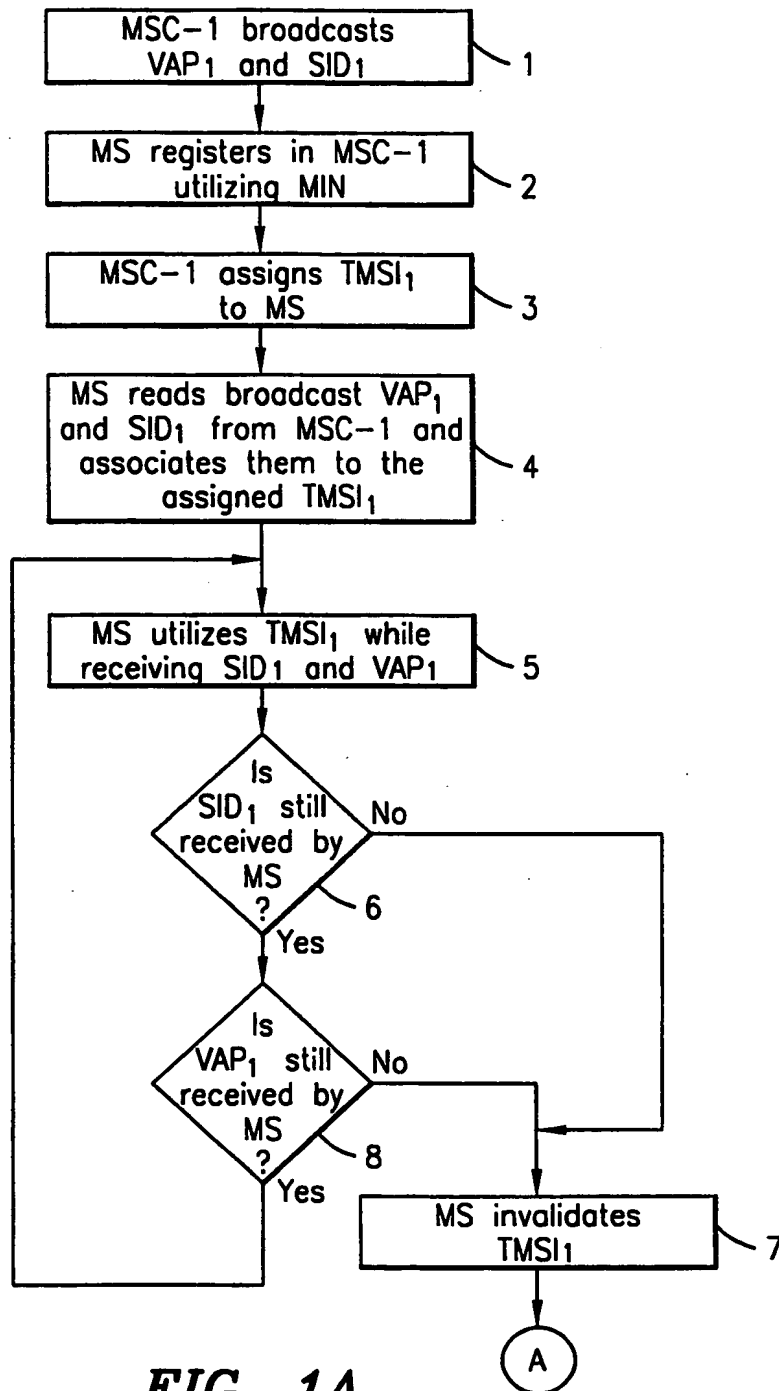 MSC-1 broadcasts
VAP₁ and SID₁
1
MS registers in MSC-1
utilizing MIN
2
MSC-1 assigns TMSI₁
to MS
3
MS reads broadcast VAP₁
and SID₁ from MSC-1 and
associates them to the
assigned TMSI₁
4
MS utilizes TMSI₁ while
receiving SID₁ and VAP₁
5
Is
SID₁ still
received by
MS
?
No
6
Yes
Is
VAP₁ still
received by
MS
?
No
8
Yes
MS invalidates
TMSI₁
7
A
FIG. 1A